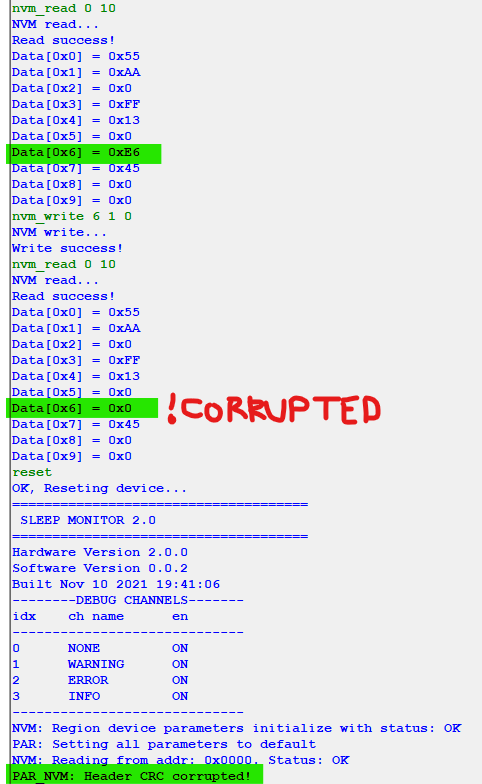 nvm_read 0 10
NVM read...
Read success!
Data[0x0] = 0x55
Data[0x1] = 0xAA
Data[0x2] = 0x0
Data[0x3] = 0xFF
Data[0x4] = 0x13
Data[0x5] = 0x0
Data[0x6] = 0xE6
Data[0x7] = 0x45
Data[0x8] = 0x0
Data[0x9] = 0x0
nvm_write 6 1 0
NVM write...
Write success!
nvm_read 0 10
NVM read...
Read success!
Data[0x0] = 0x55
Data[0x1] = 0xAA
Data[0x2] = 0x0
Data[0x3] = 0xFF
Data[0x4] = 0x13
Data[0x5] = 0x0
Data[0x6] = 0x0 !CORRUPTED
Data[0x7] = 0x45
Data[0x8] = 0x0
Data[0x9] = 0x0
reset
OK, Reseting device...
=====================================
SLEEP MONITOR 2.0
=====================================
Hardware Version 2.0.0
Software Version 0.0.2
Built Nov 10 2021 19:41:06
--------DEBUG CHANNELS-------
idx ch name en
-----------------------------
0 NONE ON
1 WARNING ON
2 ERROR ON
3 INFO ON
-----------------------------
NVM: Region device parameters initialize with status: OK
PAR: Setting all parameters to default
NVM: Reading from addr: 0x0000, Status: OK
PAR_NVM: Header CRC corrupted!